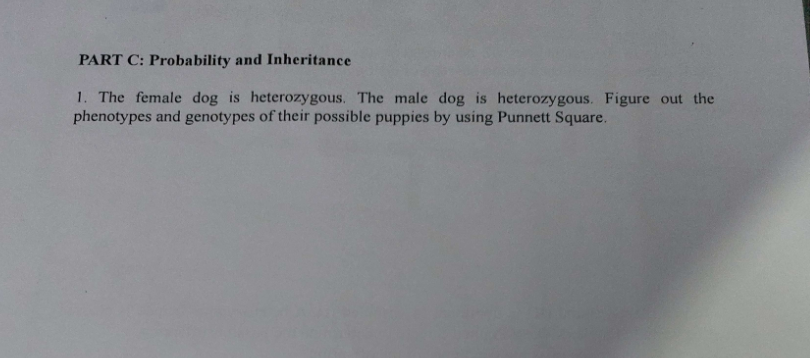 PART C: Probability and Inheritance
1. The female dog is heterozygous. The male dog is heterozygous. Figure out the
phenotypes and genotypes of their possible puppies by using Punnett Square.